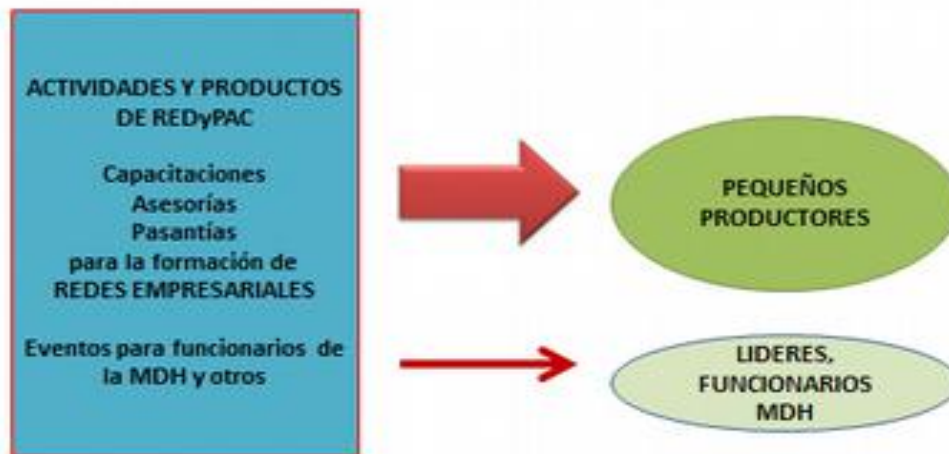 ACTIVIDADES Y PRODUCTOS
DE REDyPAC
Capacitaciones
Asesorías
Pasantías
para la formación de
REDES EMPRESARIALES
Eventos para funcionarios de
la MDH y otros
PEQUEÑOS
PRODUCTORES
LIDERES,
FUNCIONARIOS
MDH